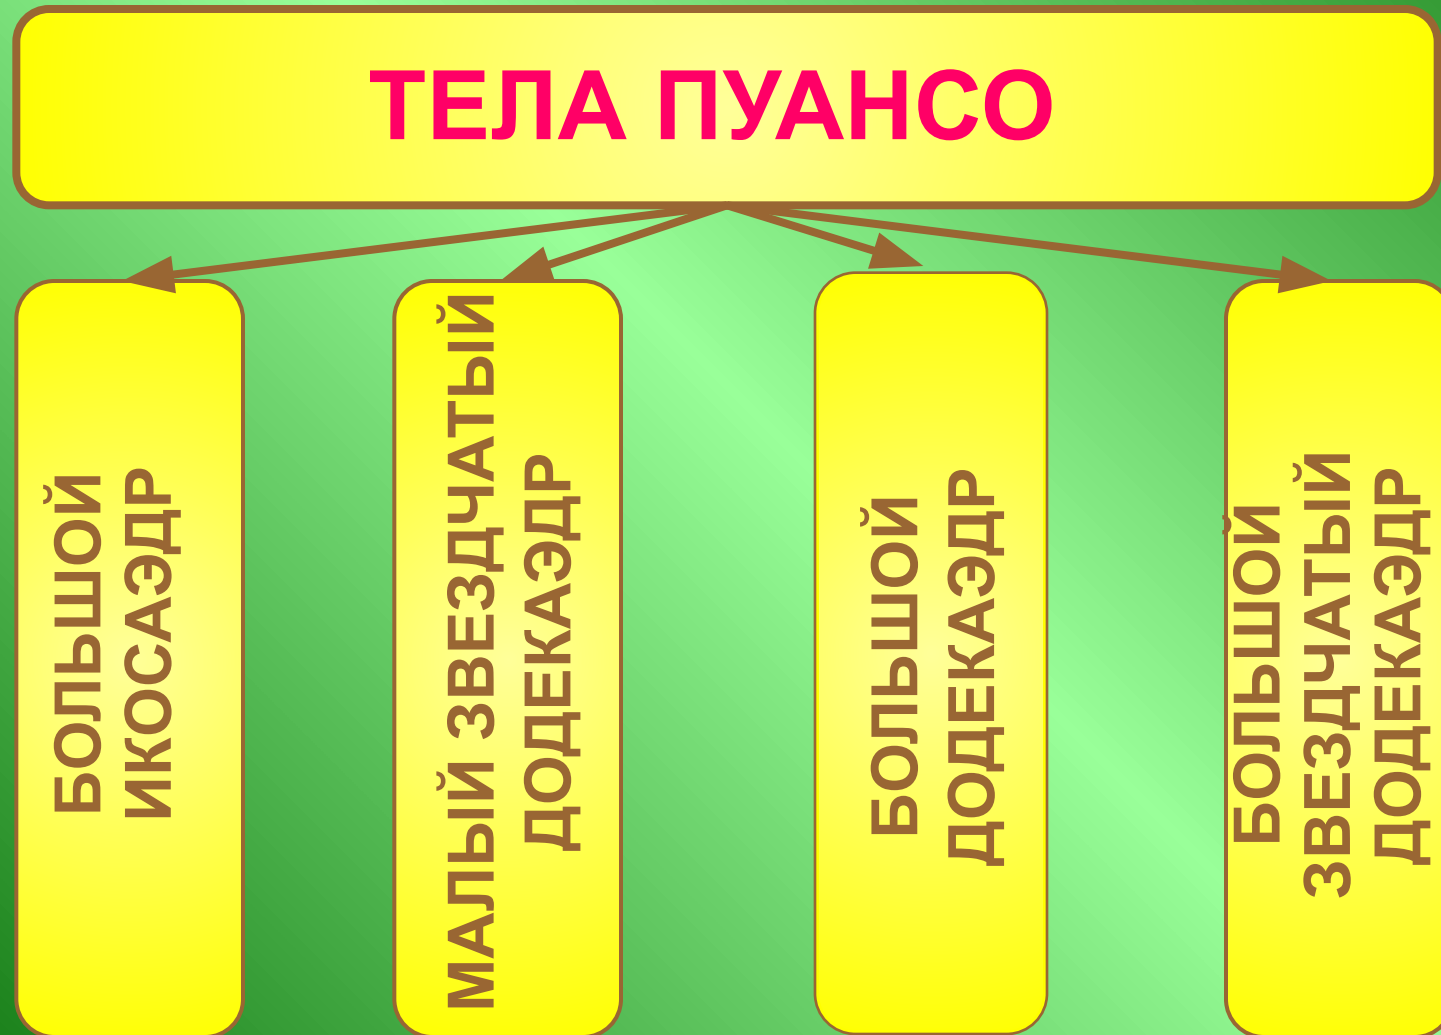 ТЕЛА ПУАНСО
БОЛЬШОЙ
ИКОСАЭДР
МАЛЫЙ ЗВЕЗДЧАТЫЙ
ДОДЕКАЭДР
БОЛЬШОЙ
ДОДЕКАЭДР
БОЛЬШОЙ
ЗВЕЗДЧАТЫЙ
ДОДЕКАЭДР